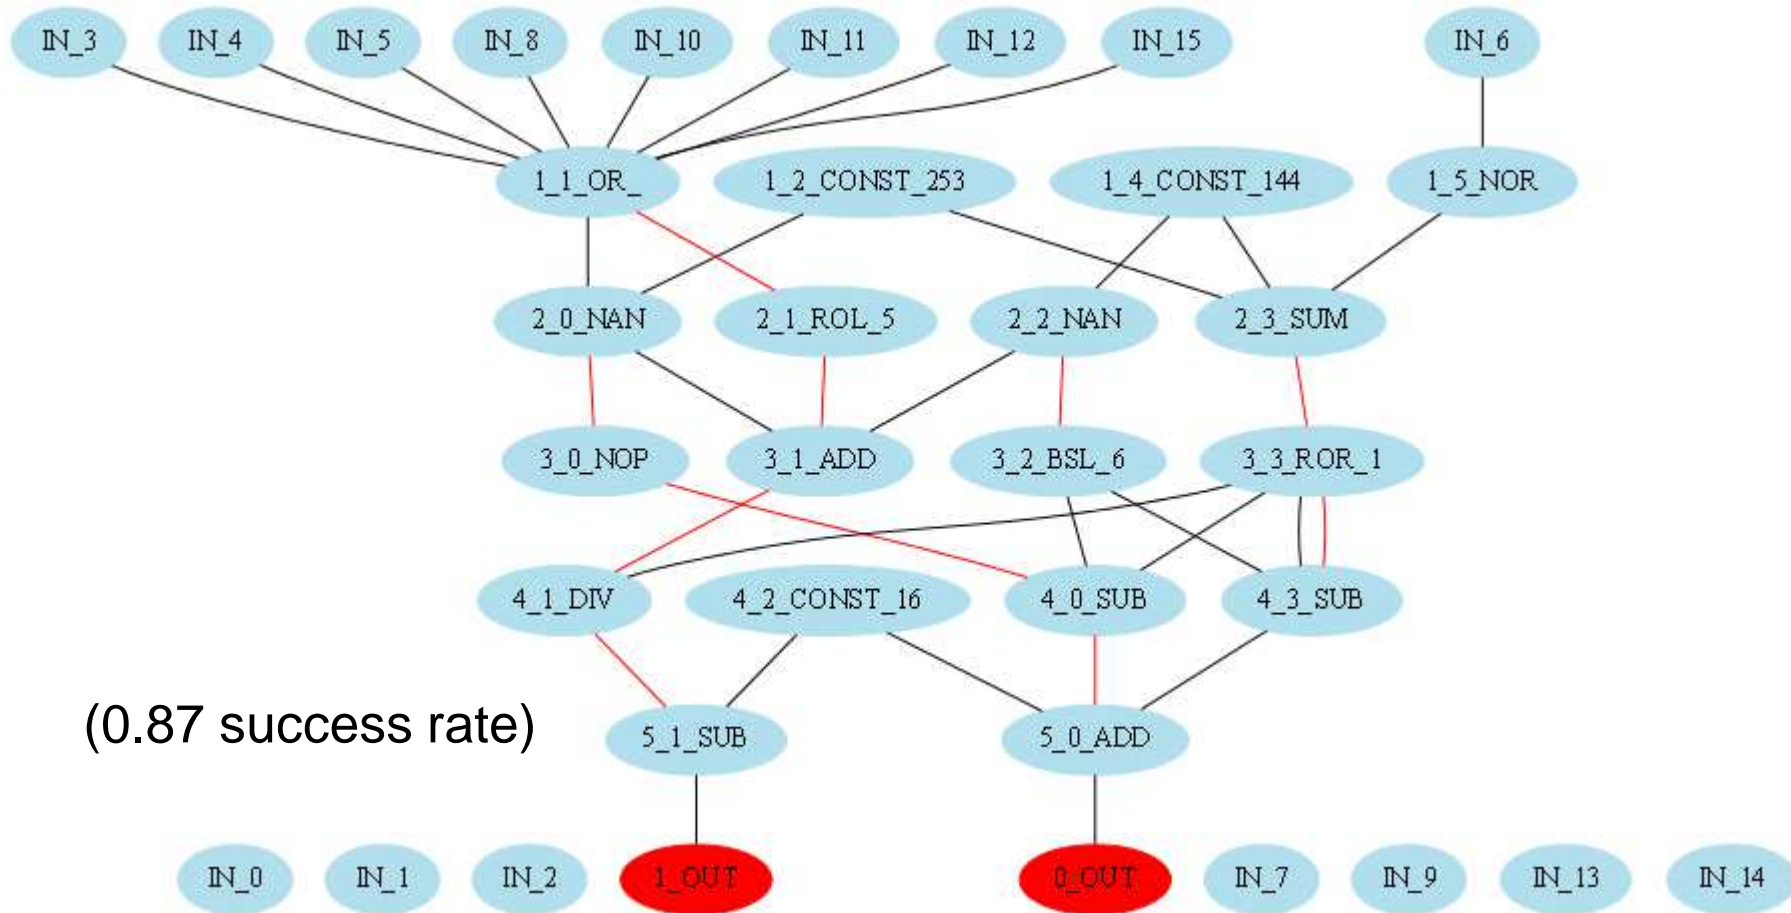 IN_3 IN_4 IN_5 IN_8 IN_10 IN_11 IN_12 IN_15 IN_6
1_1_OR_ 1_2_CONST_253 1_4_CONST_144 1_5_NOR
2_0_NAN 2_1_ROL_5 2_2_NAN 2_3_SUM
3_0_NOP 3_1_ADD 3_2_BSL_6 3_3_ROR_1
4_1_DIV 4_2_CONST_16 4_0_SUB 4_3_SUB
(0.87 success rate) 5_1_SUB 5_0_ADD
IN_0 IN_1 IN_2 1_OUT 0_OUT IN_7 IN_9 IN_13 IN_14